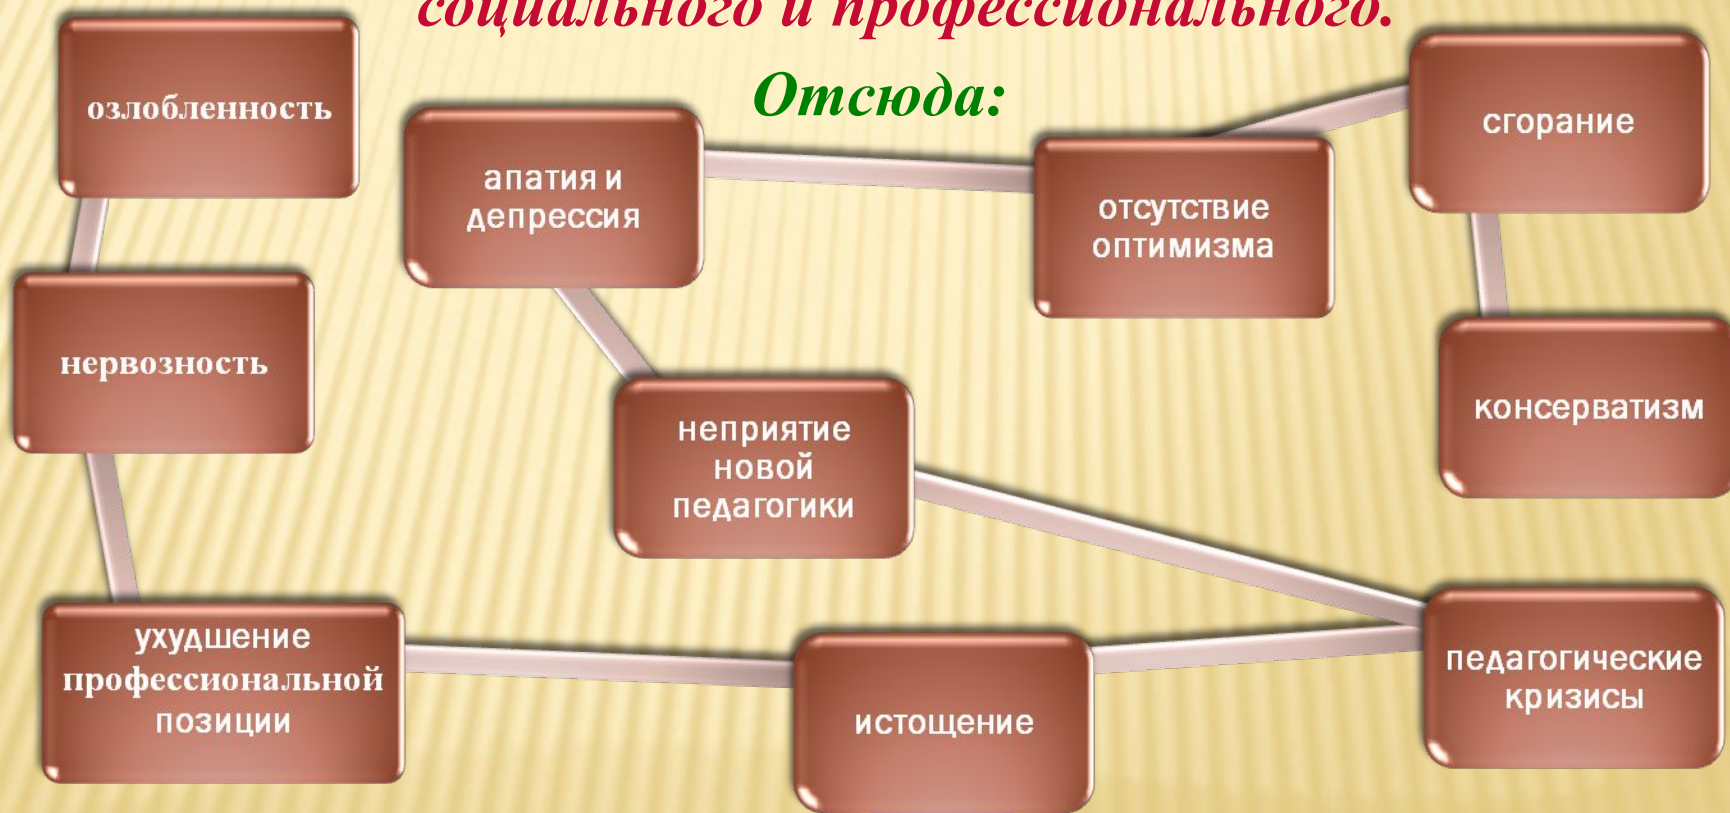 социального и профессионального.
Отсюда:
озлобленность
апатия и
депрессия
отсутствие
оптимизма
сгорание
нервозность
неприятие
новой
педагогики
консерватизм
ухудшение
профессиональной
позиции
истощение
педагогические
кризисы